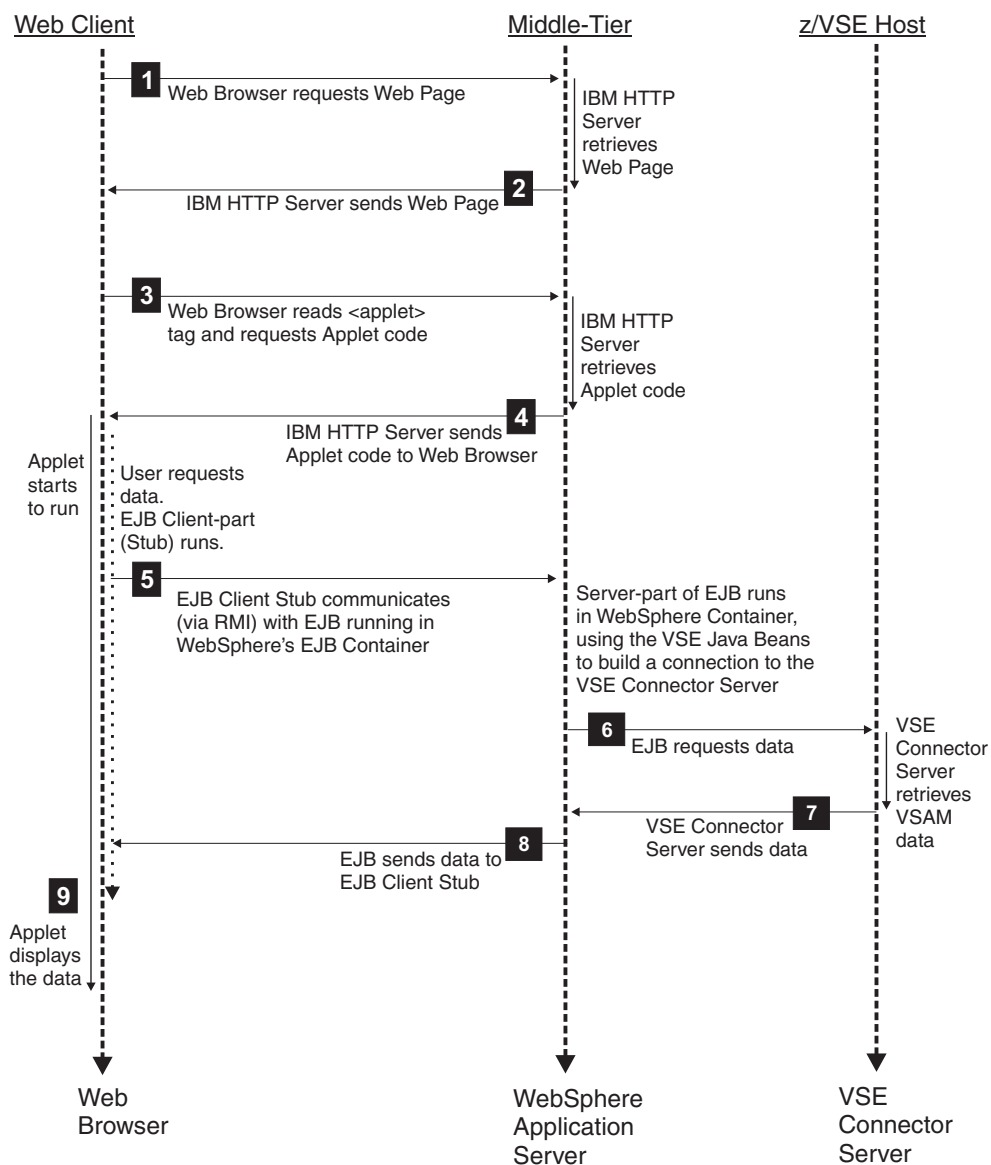 Web Client
Middle-Tier
z/VSE Host
1
Web Browser requests Web Page
IBM HTTP
Server
retrieves
Web Page
2
IBM HTTP Server sends Web Page
3
Web Browser reads <applet>
tag and requests Applet code
IBM HTTP
Server
retrieves
Applet code
4
IBM HTTP Server sends
Applet code to Web Browser
Applet
starts
to run
User requests
data.
EJB Client-part
(Stub) runs.
5
EJB Client Stub communicates
(via RMI) with EJB running in
WebSphere's EJB Container
Server-part of EJB runs
in WebSphere Container,
using the VSE Java Beans
to build a connection to the
VSE Connector Server
6
EJB requests data
VSE
Connector
Server
retrieves
VSAM
data
7
VSE Connector
Server sends data
8
EJB sends data to
EJB Client Stub
9
Applet
displays
the data
Web
Browser
WebSphere
Application
Server
VSE
Connector
Server